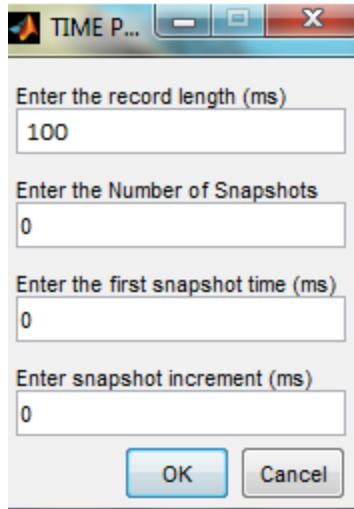 TIME P...
Enter the record length (ms)
100
Enter the Number of Snapshots
0
Enter the first snapshot time (ms)
0
Enter snapshot increment (ms)
0
OK Cancel